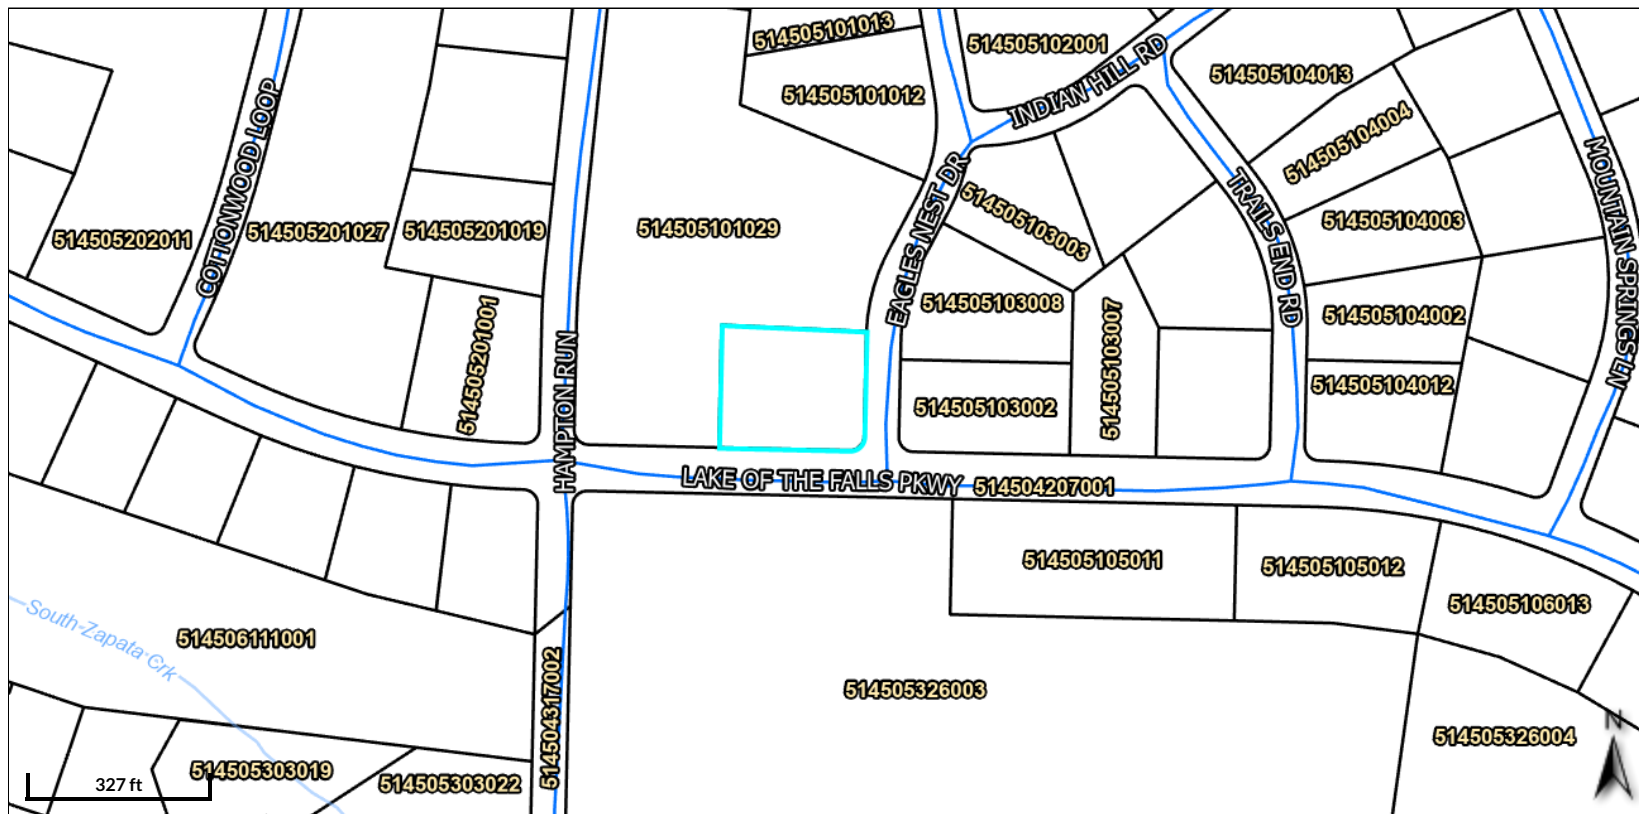 514505101013
514505102001
INDIAN HILL RD
514505104013
514505101012
COTTONWOOD LOOP
514505104004
MOUNTAIN SPRINGS LN
EAGLES NEST DR
TRAILS END RD
514505202011
514505201027
514505201019
514505101029
514505103003
514505104003
514505201001
514505103008
514505103007
514505104002
HAMPTON RUN
514505103002
514505104012
LAKE OF THE FALLS PKWY
514504207001
514505105011
514505105012
514505106013
South Zapata Crk
514506111001
514504317002
514505326003
N
514505326004
514505303019
514505303022
327 ft